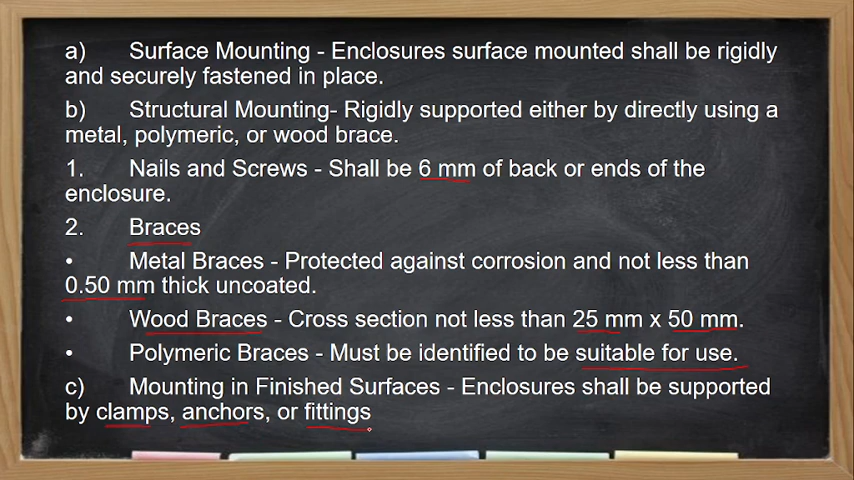 a) Surface Mounting - Enclosures surface mounted shall be rigidly
and securely fastened in place.
b) Structural Mounting- Rigidly supported either by directly using a
metal, polymeric, or wood brace.
1. Nails and Screws - Shall be 6 mm of back or ends of the
enclosure.
2. Braces
• Metal Braces - Protected against corrosion and not less than
0.50 mm thick uncoated.
• Wood Braces - Cross section not less than 25 mm x 50 mm.
• Polymeric Braces - Must be identified to be suitable for use.
c) Mounting in Finished Surfaces - Enclosures shall be supported
by clamps, anchors, or fittings